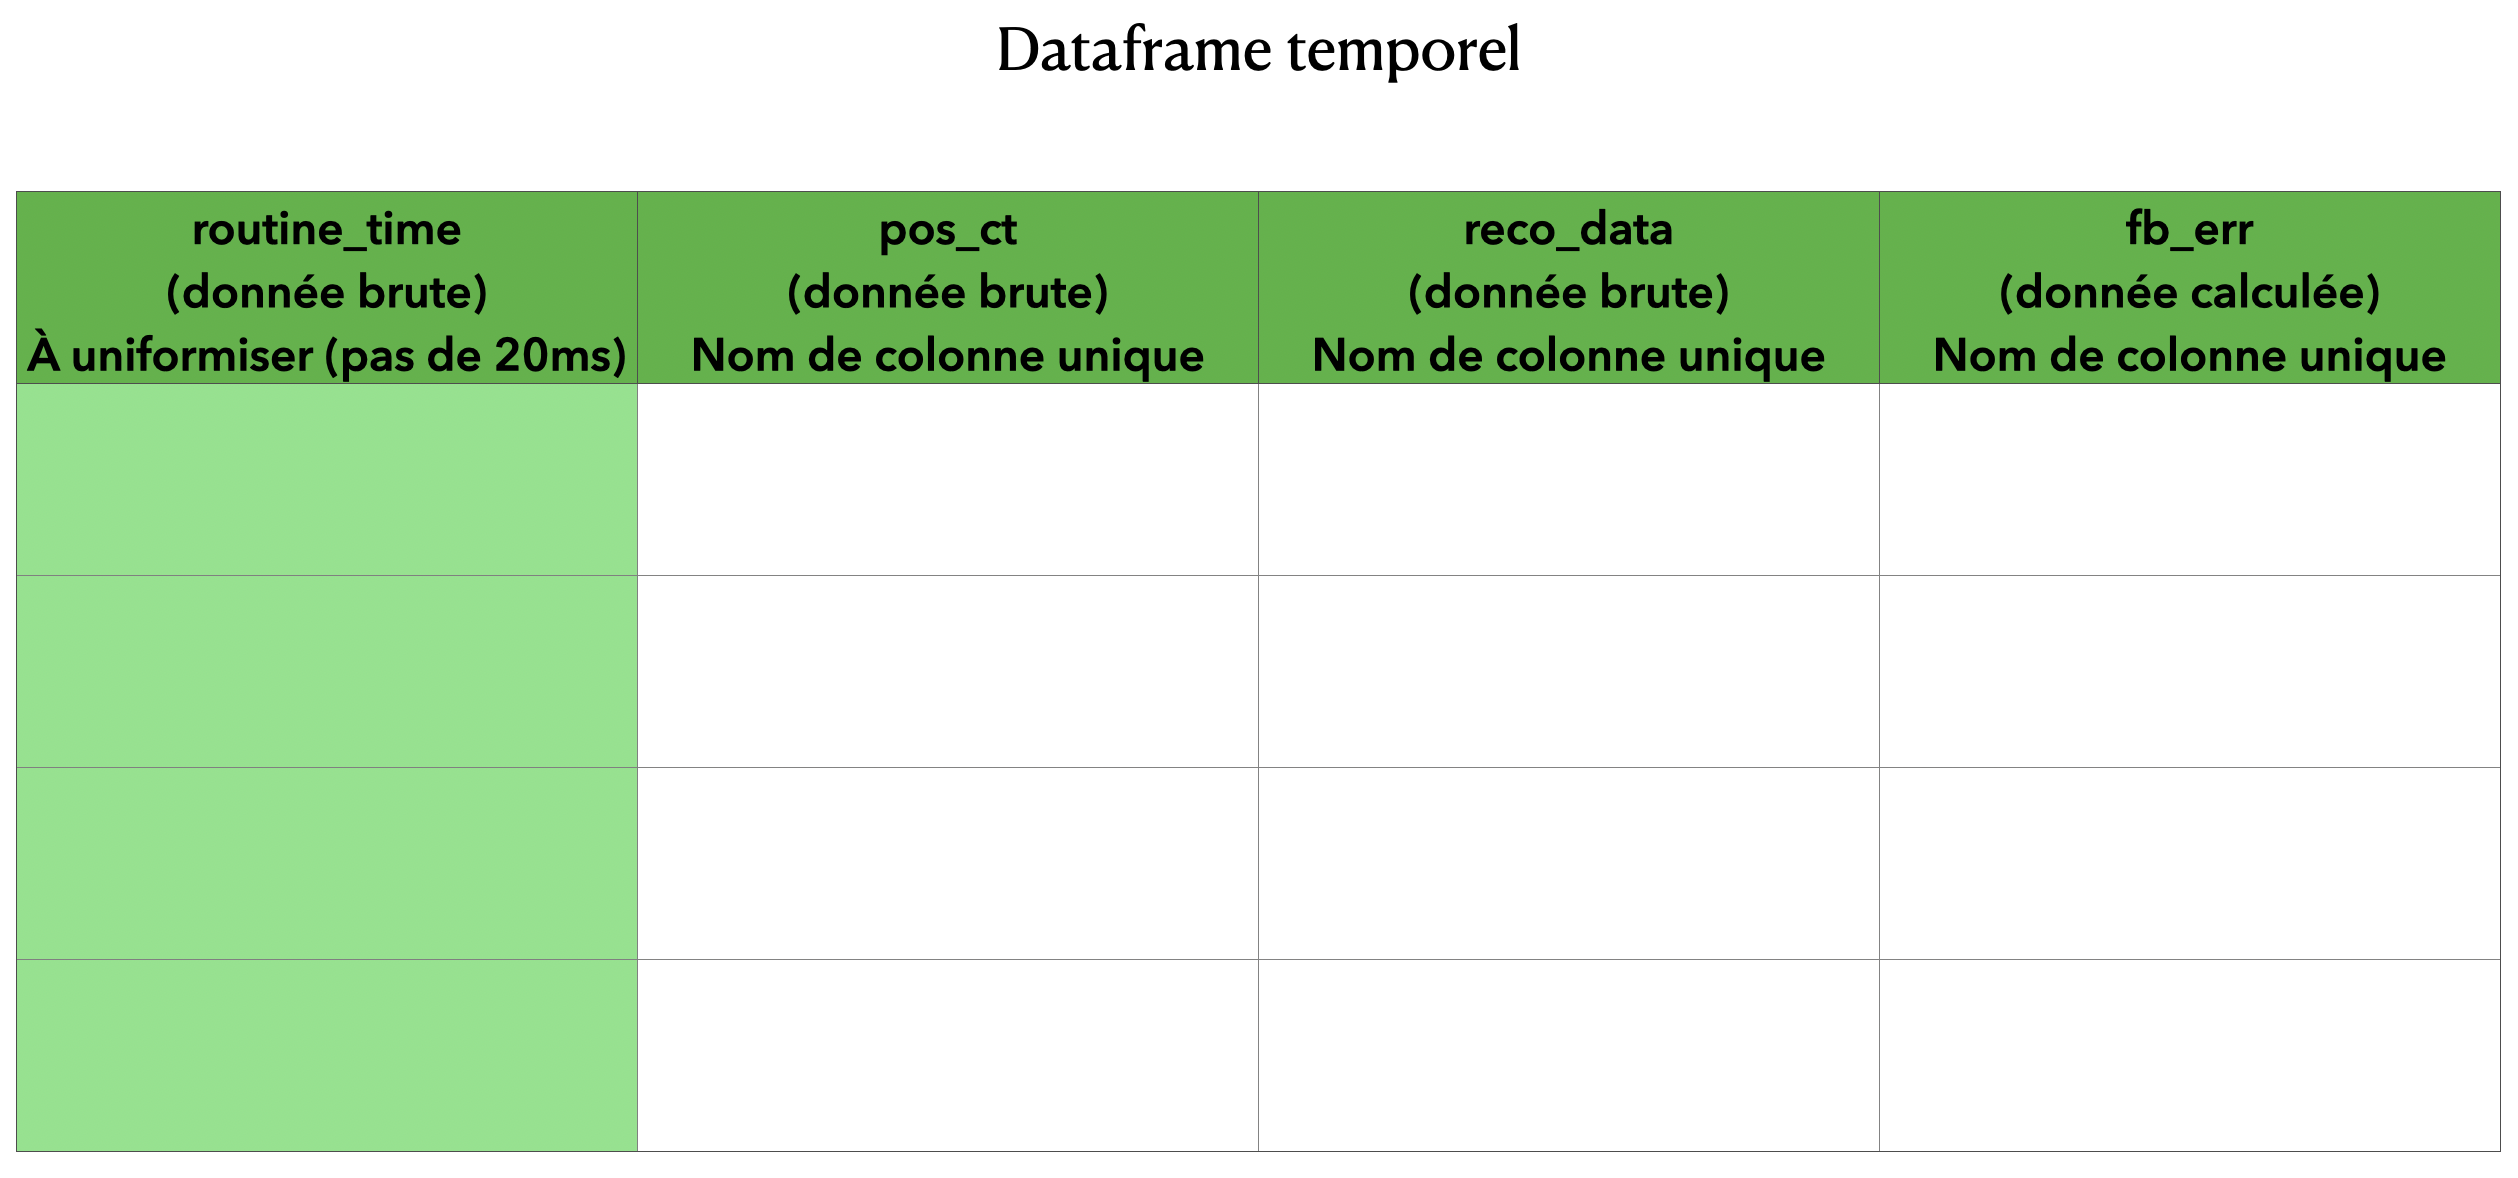 Dataframe temporel
routine_time
(donnée brute)
À uniformiser (pas de 20ms)
pos_ct
(donnée brute)
Nom de colonne unique
reco_data
(donnée brute)
Nom de colonne unique
fb_err
(donnée calculée)
Nom de colonne unique